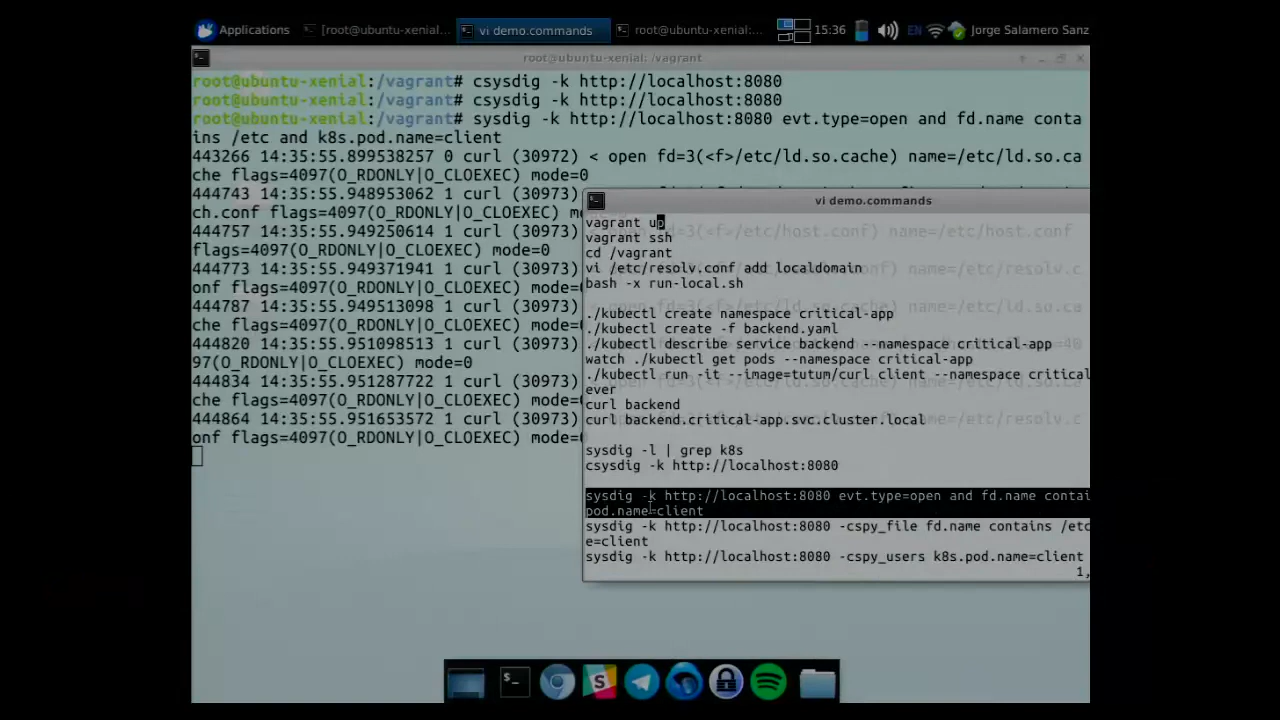 Applications
[root@ubuntu-xenial...
vi demo.commands
root@ubuntu-xenial:...
15:36
EN
Jorge Salamero Sanz
root@ubuntu-xenial: /vagrant
root@ubuntu-xenial:/vagrant# csysdig -k http://localhost:8080
root@ubuntu-xenial:/vagrant# csysdig -k http://localhost:8080
root@ubuntu-xenial:/vagrant# sysdig -k http://localhost:8080 evt.type=open and fd.name conta
ins /etc and k8s.pod.name=client
443266 14:35:55.899538257 0 curl (30972) < open fd=3(<f>/etc/ld.so.cache) name=/etc/ld.so.ca
che flags=4097(O_RDONLY|O_CLOEXEC) mode=0
444743 14:35:55.948953062 1 curl (30973)
ch.conf flags=4097(O_RDONLY|O_CLOEXEC) m
444757 14:35:55.949250614 1 curl (30973) < open fd=3(<f>/etc/host.conf) name=/etc/host.conf
flags=4097(O_RDONLY|O_CLOEXEC) mode=0
444773 14:35:55.949371941 1 curl (30973)
onf flags=4097(O_RDONLY|O_CLOEXEC) mode=0
444787 14:35:55.949513098 1 curl (30973)
che flags=4097(O_RDONLY|O_CLOEXEC) mode=0
444820 14:35:55.951098513 1 curl (30973)
97(O_RDONLY|O_CLOEXEC) mode=0
444834 14:35:55.951287722 1 curl (30973)
che flags=4097(O_RDONLY|O_CLOEXEC) mode=0
444864 14:35:55.951653572 1 curl (30973)
onf flags=4097(O_RDONLY|O_CLOEXEC) mode=0
vi demo.commands
vagrant up
vagrant ssh
cd /vagrant
vi /etc/resolv.conf add localdomain
bash -x run-local.sh
./kubectl create namespace critical-app
./kubectl create -f backend.yaml
./kubectl describe service backend --namespace critical-app
watch ./kubectl get pods --namespace critical-app
./kubectl run -it --image=tutum/curl client --namespace critical
ever
curl backend
curl backend.critical-app.svc.cluster.local
sysdig -l | grep k8s
csysdig -k http://localhost:8080
sysdig -k http://localhost:8080 evt.type=open and fd.name contai
pod.name=client
sysdig -k http://localhost:8080 -cspy_file fd.name contains /etc
e=client
sysdig -k http://localhost:8080 -cspy_users k8s.pod.name=client
1,